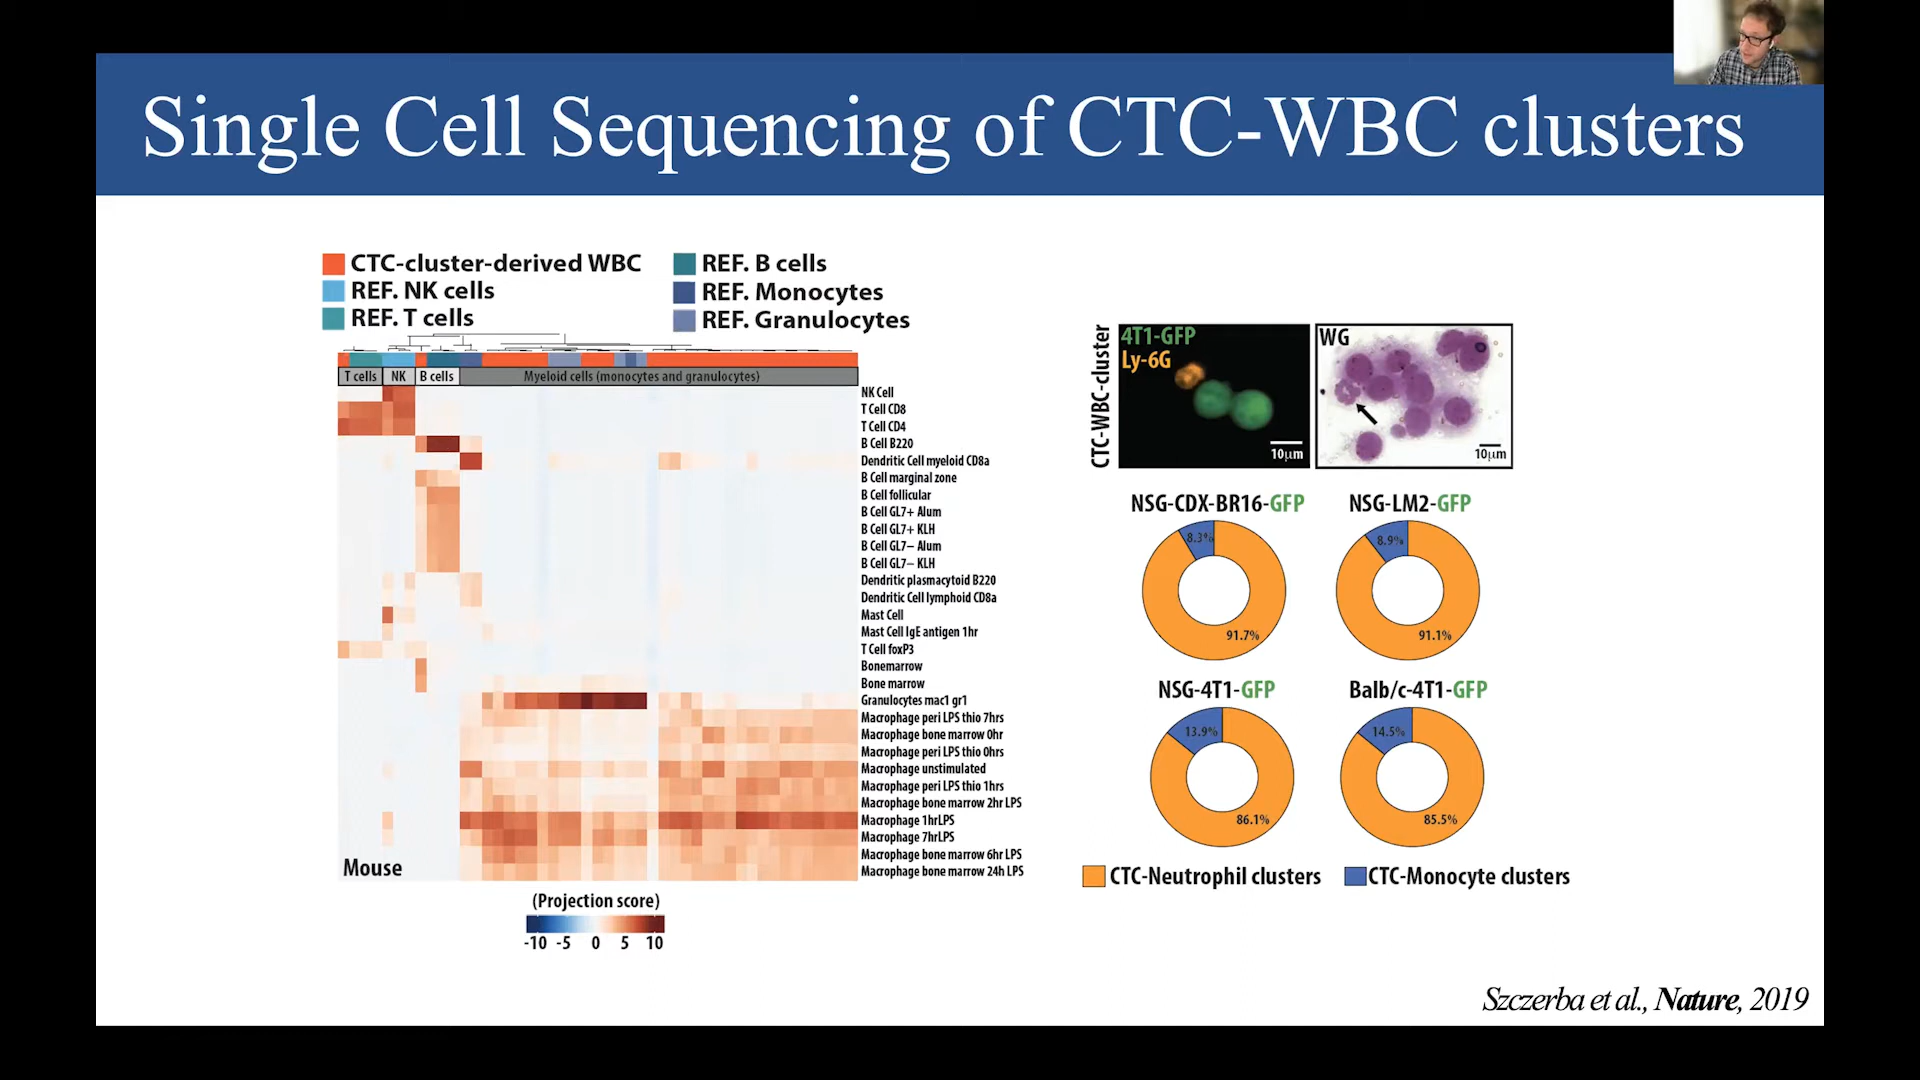 Single Cell Sequencing of CTC-WBC clusters
CTC-cluster-derived WBC
REF. NK cells
REF. T cells
REF. B cells
REF. Monocytes
REF. Granulocytes
T cells
NK
B cells
Myeloid cells (monocytes and granulocytes)
NK Cell
T Cell CD8
T Cell CD4
B Cell B220
Dendritic Cell myeloid CD8a
B Cell marginal zone
B Cell follicular
B Cell GL7+ Alum
B Cell GL7+ KLH
B Cell GL7– Alum
B Cell GL7– KLH
Dendritic plasmacytoid B220
Dendritic Cell lymphoid CD8a
Mast Cell
Mast Cell IgE antigen 1hr
T Cell foxP3
Bonemarrow
Bone marrow
Granulocytes mac1 gr1
Macrophage peri LPS thio 7hrs
Macrophage bone marrow 0hr
Macrophage peri LPS thio 0hrs
Macrophage unstimulated
Macrophage peri LPS thio 1hrs
Macrophage bone marrow 2hr LPS
Macrophage 1hrLPS
Macrophage 7hrLPS
Macrophage bone marrow 6hr LPS
Macrophage bone marrow 24h LPS
Mouse
(Projection score)
-10 -5 0 5 10
CTC-WBC-cluster
4T1-GFP
Ly-6G
10μm
WG
10μm
NSG-CDX-BR16-GFP
8.3%
91.7%
NSG-LM2-GFP
8.9%
91.1%
NSG-4T1-GFP
13.9%
86.1%
Balb/c-4T1-GFP
14.5%
85.5%
CTC-Neutrophil clusters
CTC-Monocyte clusters
Szczerba et al., Nature, 2019